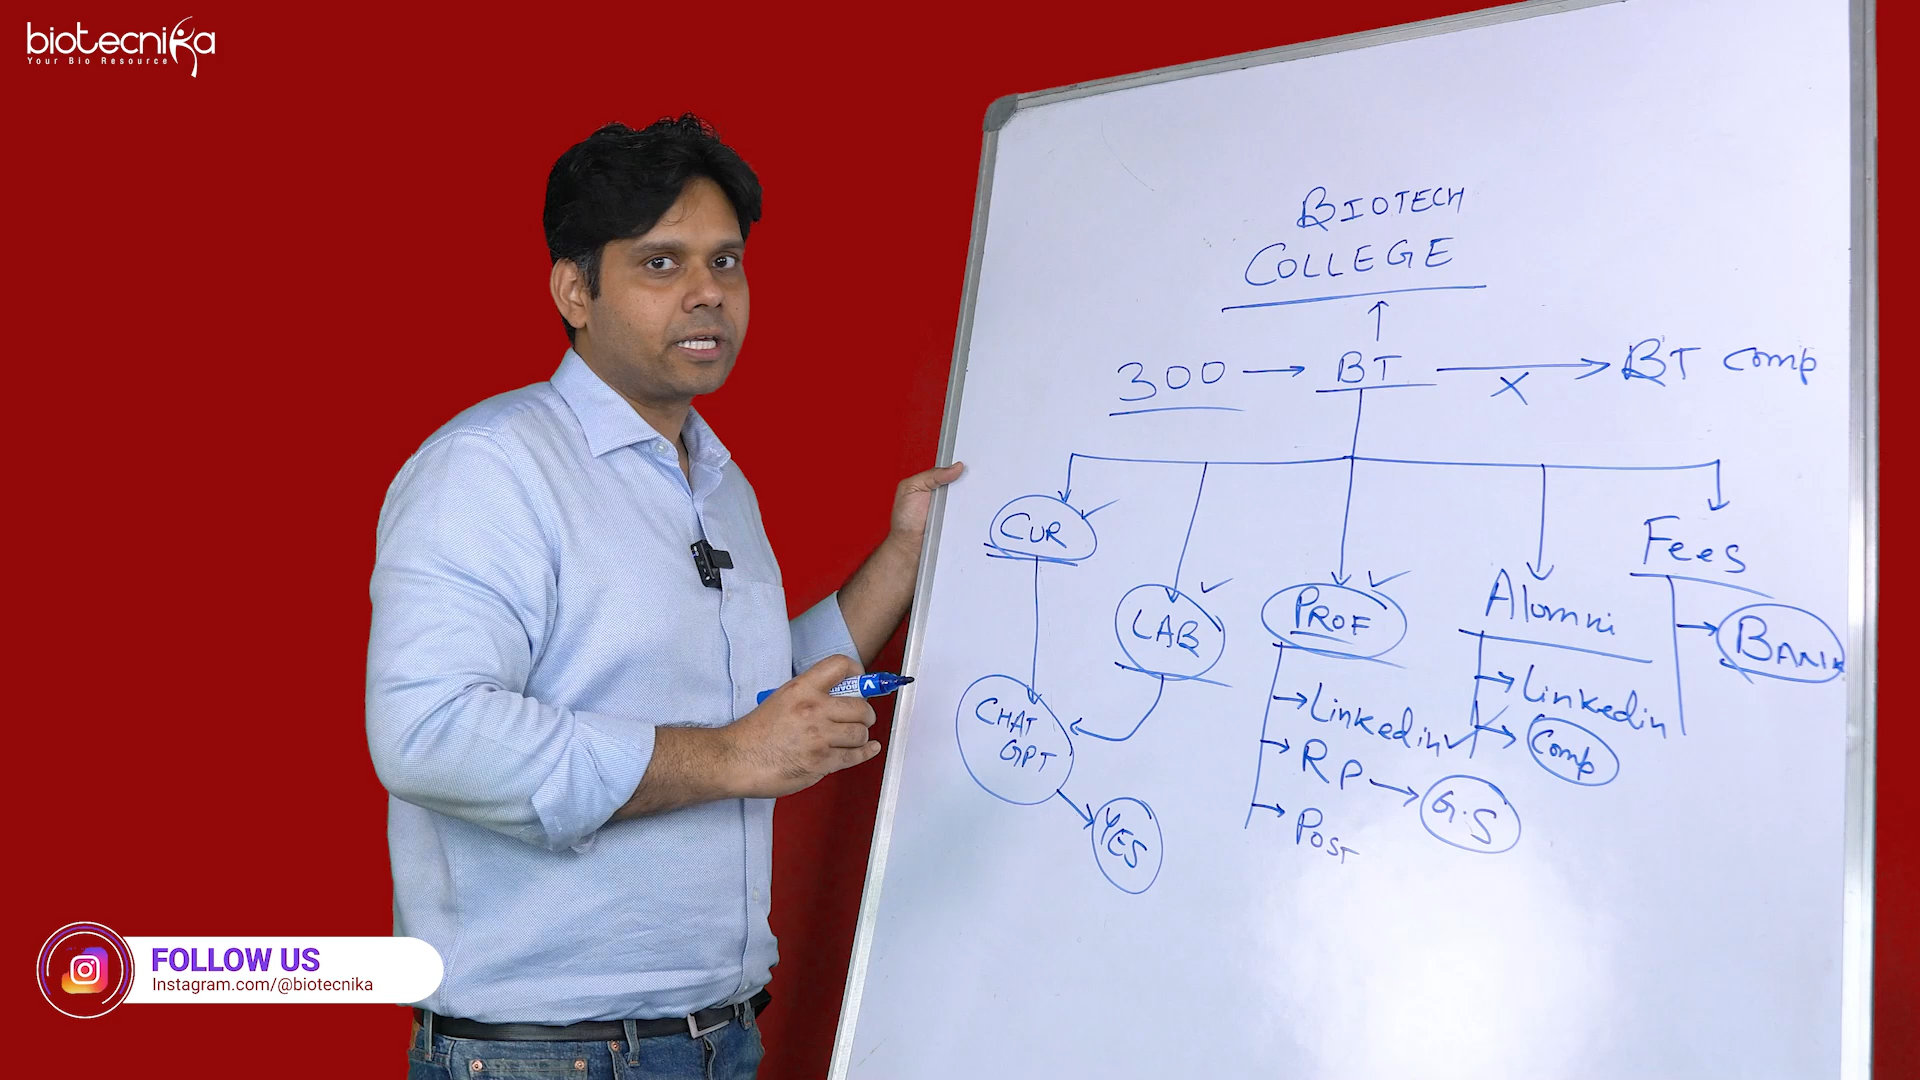 biotecnika
Your Bio Resource
BIOTECH
COLLEGE
300 → BT → BT Comp
X
CUR
LAB
PROF
Alumni
Fees
BANK
CHAT
GPT
YES
Linkedin
RP → G.S
POST
Linkedin
Comp
BOARD
FOLLOW US
Instagram.com/@biotecnika